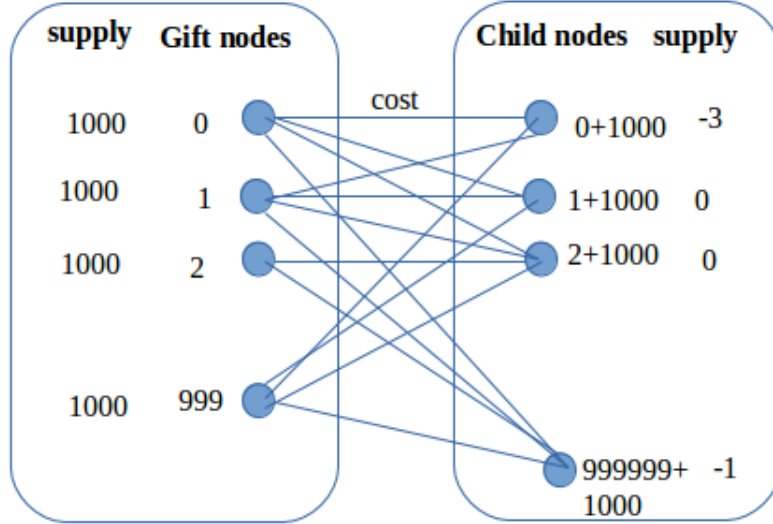 supply Gift nodes Child nodes supply
cost
1000 0 0+1000 -3
1000 1 1+1000 0
1000 2 2+1000 0
1000 999
999999+ -1
1000